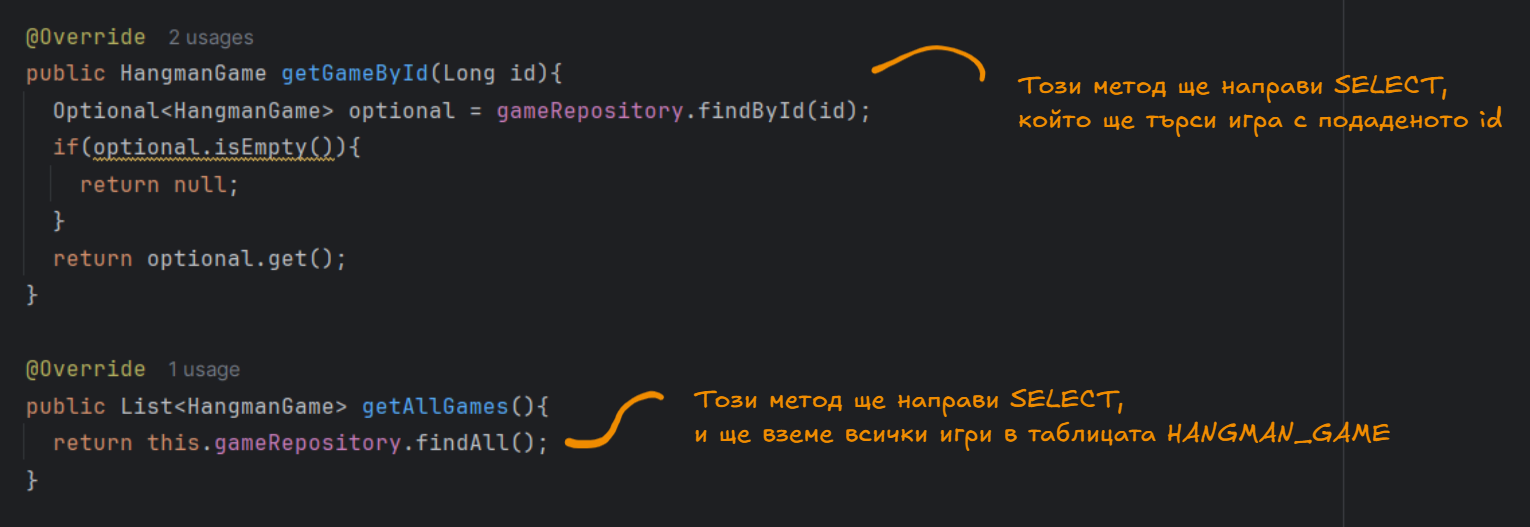 @Override 2 usages
public HangmanGame getGameById(Long id){
Optional<HangmanGame> optional = gameRepository.findById(id);
if(optional.isEmpty()){
return null;
}
return optional.get();
}
Този метод ще направи SELECT,
който ще търси игра с подаденото id
@Override 1 usage
public List<HangmanGame> getAllGames(){
return this.gameRepository.findAll();
}
Този метод ще направи SELECT,
и ще вземе всички игри в таблицата HANGMAN_GAME